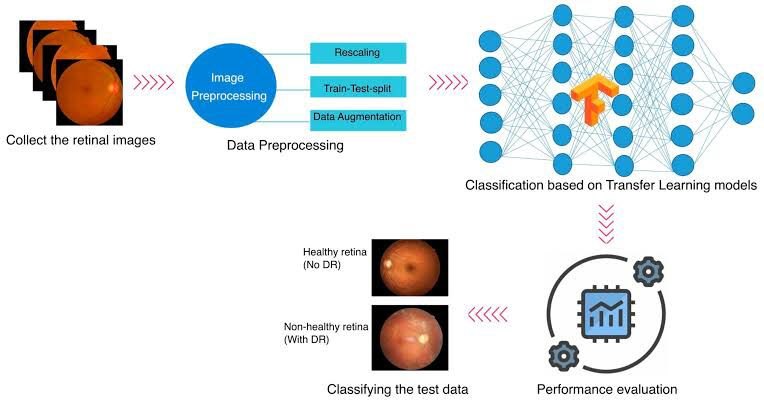 Collect the retinal images
Image
Preprocessing
Rescaling
Train-Test-split
Data Augmentation
Data Preprocessing
Classification based on Transfer Learning models
Healthy retina
(No DR)
Non-healthy retina
(With DR)
Classifying the test data
Performance evaluation